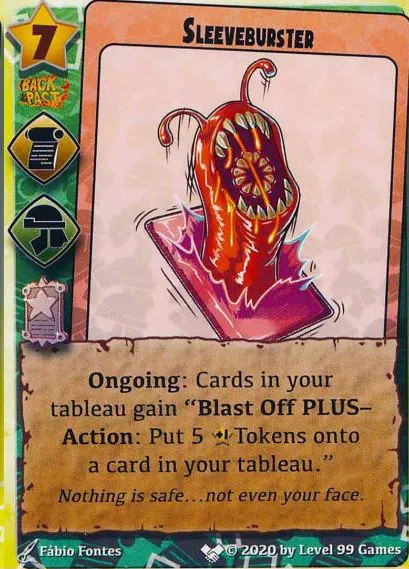 7
SLEEVEBURSTER
BACK
PAST
Ongoing: Cards in your
tableau gain “Blast Off PLUS–
Action: Put 5 +1 Tokens onto
a card in your tableau.”
Nothing is safe...not even your face.
Fábio Fontes
© 2020 by Level 99 Games